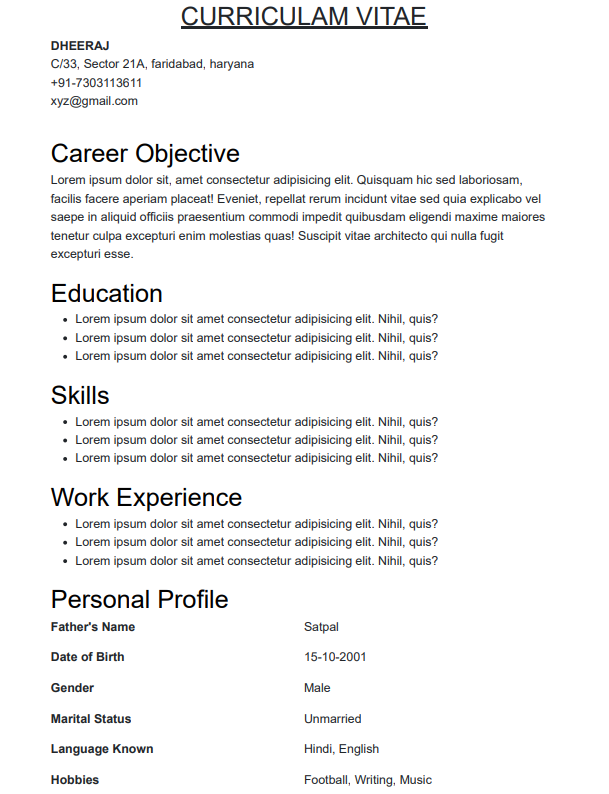 CURRICULAM VITAE
DHEERAJ
C/33, Sector 21A, faridabad, haryana
+91-7303113611
xyz@gmail.com
Career Objective
Lorem ipsum dolor sit, amet consectetur adipisicing elit. Quisquam hic sed laboriosam,
facilis facere aperiam placeat! Eveniet, repellat rerum incidunt vitae sed quia explicabo vel
saepe in aliquid officiis praesentium commodi impedit quibusdam eligendi maxime maiores
tenetur culpa excepturi enim molestias quas! Suscipit vitae architecto qui nulla fugit
excepturi esse.
Education
• Lorem ipsum dolor sit amet consectetur adipisicing elit. Nihil, quis?
• Lorem ipsum dolor sit amet consectetur adipisicing elit. Nihil, quis?
• Lorem ipsum dolor sit amet consectetur adipisicing elit. Nihil, quis?
Skills
• Lorem ipsum dolor sit amet consectetur adipisicing elit. Nihil, quis?
• Lorem ipsum dolor sit amet consectetur adipisicing elit. Nihil, quis?
• Lorem ipsum dolor sit amet consectetur adipisicing elit. Nihil, quis?
Work Experience
• Lorem ipsum dolor sit amet consectetur adipisicing elit. Nihil, quis?
• Lorem ipsum dolor sit amet consectetur adipisicing elit. Nihil, quis?
• Lorem ipsum dolor sit amet consectetur adipisicing elit. Nihil, quis?
Personal Profile
Father's Name Satpal
Date of Birth 15-10-2001
Gender Male
Marital Status Unmarried
Language Known Hindi, English
Hobbies Football, Writing, Music